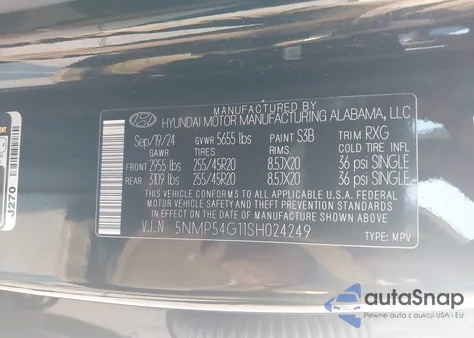 MANUFACTURED BY
HYUNDAI MOTOR MANUFACTURING ALABAMA, LLC
Sep/19/24 GVWR 5655 lbs PAINT S3B TRIM RXG
GAWR TIRES RIMS COLD TIRE INFL
FRONT 2955 lbs 255/45R20 8.5JX20 36 psi SINGLE
REAR 3109 lbs 255/45R20 8.5JX20 36 psi SINGLE
THIS VEHICLE CONFORMS TO ALL APPLICABLE U.S.A. FEDERAL
MOTOR VEHICLE SAFETY AND THEFT PREVENTION STANDARDS
IN EFFECT ON THE DATE OF MANUFACTURE SHOWN ABOVE.
V.I.N 5NMP54G11SH024249
TYPE: MPV
J270
autoSnap
Pewne auta z aukcji USA i EU